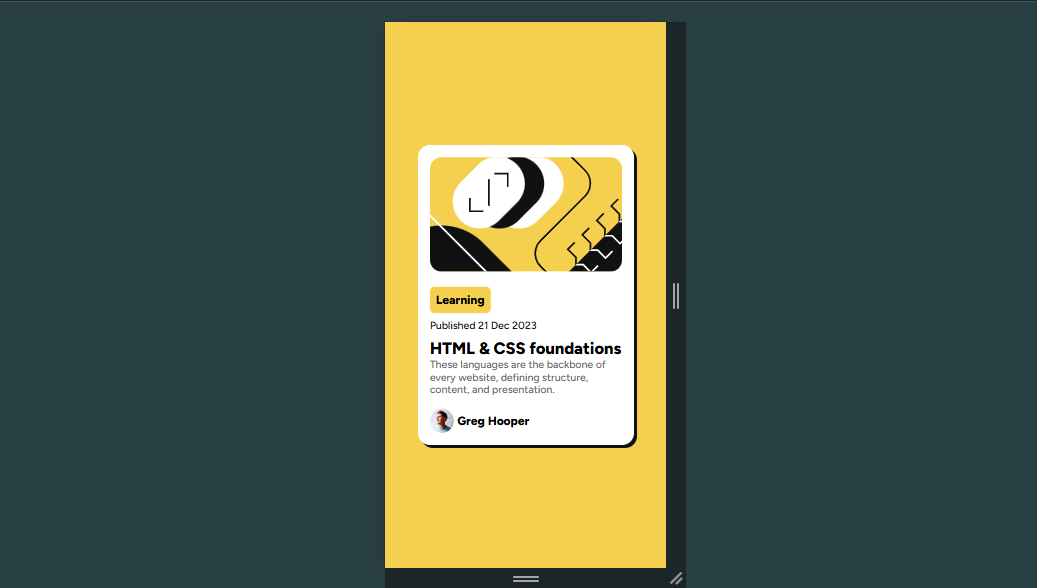 Learning
Published 21 Dec 2023
HTML & CSS foundations
These languages are the backbone of
every website, defining structure,
content, and presentation.
Greg Hooper